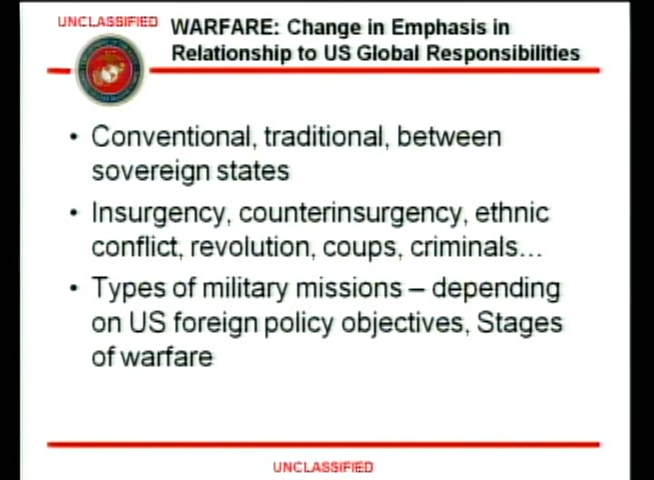 UNCLASSIFIED
WARFARE: Change in Emphasis in
Relationship to US Global Responsibilities
• Conventional, traditional, between
sovereign states
• Insurgency, counterinsurgency, ethnic
conflict, revolution, coups, criminals...
• Types of military missions – depending
on US foreign policy objectives, Stages
of warfare
UNCLASSIFIED